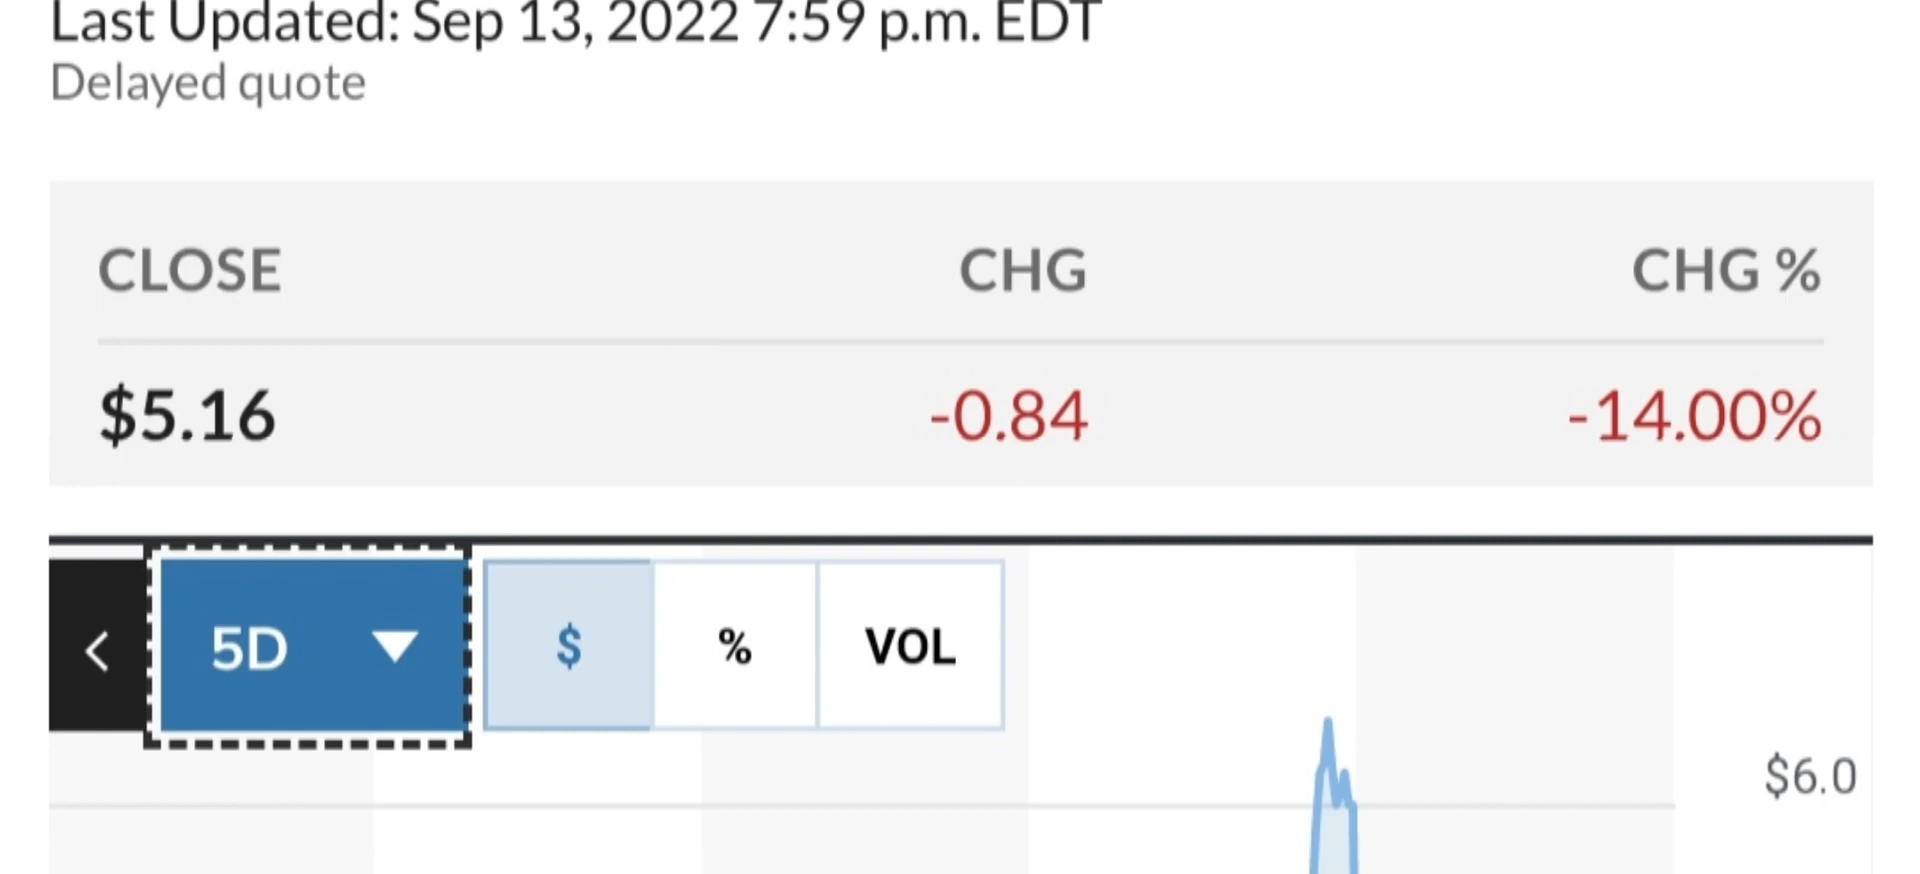 Last Updated: Sep 13, 2022 7:59 p.m. EDT
Delayed quote
CLOSE CHG CHG %
$5.16 -0.84 -14.00%
5D $ % VOL
$6.0